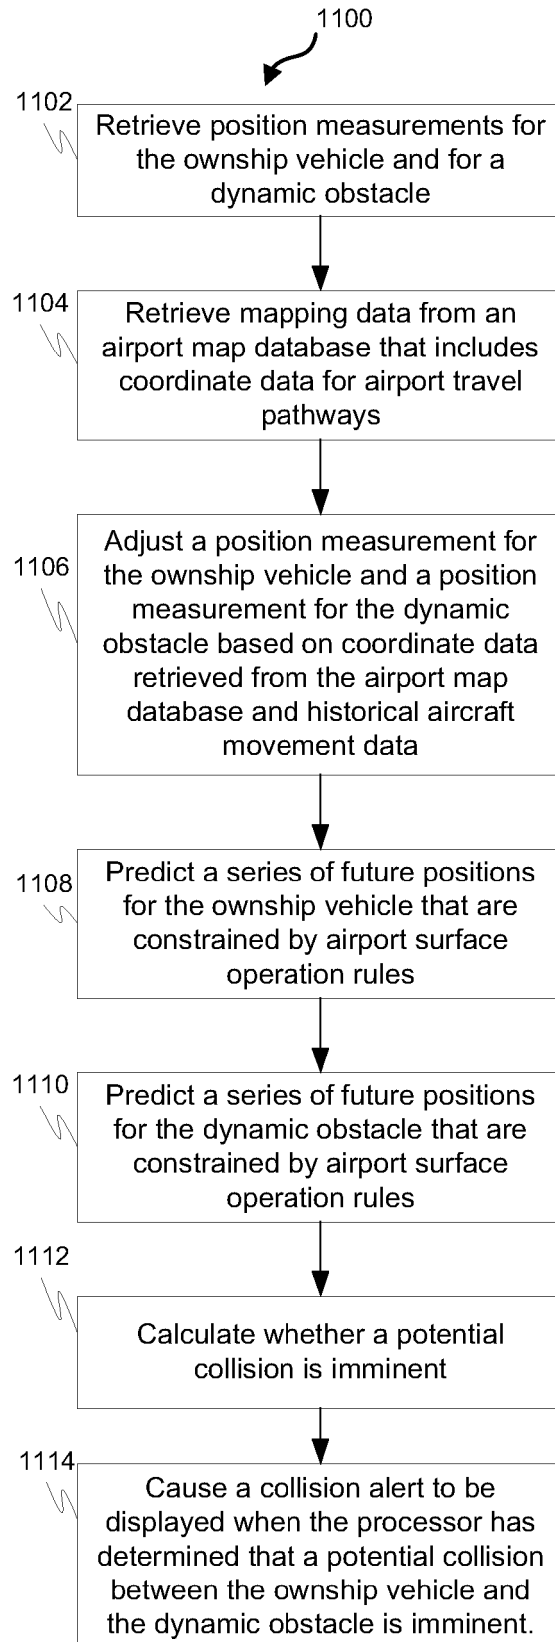 1100
1102
Retrieve position measurements for
the ownship vehicle and for a
dynamic obstacle
1104
Retrieve mapping data from an
airport map database that includes
coordinate data for airport travel
pathways
1106
Adjust a position measurement for
the ownship vehicle and a position
measurement for the dynamic
obstacle based on coordinate data
retrieved from the airport map
database and historical aircraft
movement data
1108
Predict a series of future positions
for the ownship vehicle that are
constrained by airport surface
operation rules
1110
Predict a series of future positions
for the dynamic obstacle that are
constrained by airport surface
operation rules
1112
Calculate whether a potential
collision is imminent
1114
Cause a collision alert to be
displayed when the processor has
determined that a potential collision
between the ownship vehicle and
the dynamic obstacle is imminent.